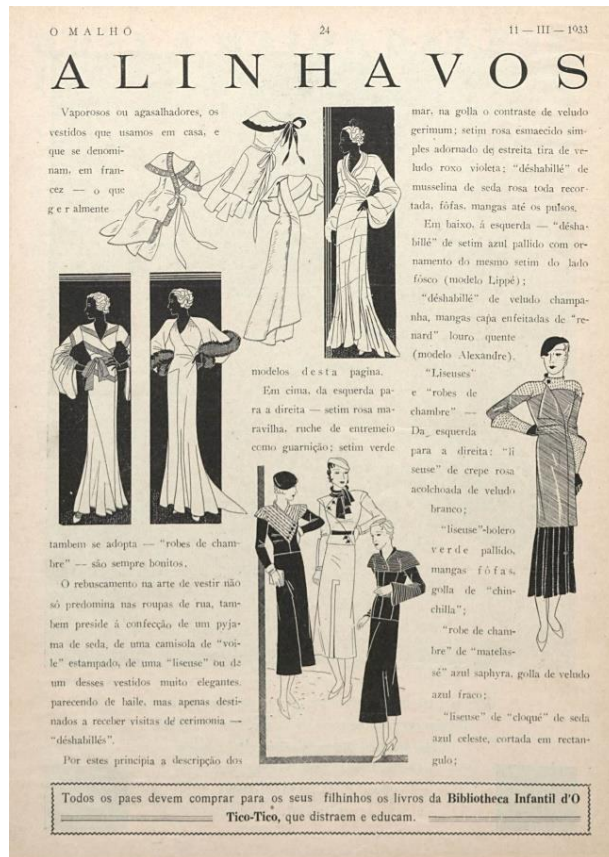 O MALHO
24
11 — III — 1933
ALINHAVOS
Vaporosos ou agasalhadores, os
vestidos que usamos em casa, e
que se denomi-
nam, em fran-
cez — o que
geralmente
tambem se adopta — "robes de cham-
bre" — são sempre bonitos.
O rebuscamento na arte de vestir não
só predomina nas roupas de rua, tam-
bem preside á confecção de um pyja-
ma de seda, de uma camisola de "voi-
le" estampado, de uma "liseuse" ou de
um desses vestidos muito elegantes,
parecendo de baile, mas apenas desti-
nados a receber visitas de cerimonia —
"déshabillés".
Por estes principia a descripção dos
modelos desta pagina.
Em cima, da esquerda pa-
ra a direita — setim rosa ma-
ravilha, ruche de entremeio
como guarnição; setim verde
mar, na golla o contraste de veludo
gerimum; setim rosa esmaecido sim-
ples adornado de estreita tira de ve-
ludo roxo violeta; "déshabillé" de
musselina de seda rosa toda recor-
tada, fôfas, mangas até os pulsos.
Em baixo, á esquerda — "désha-
billé" de setim azul pallido com or-
namento do mesmo setim do lado
fôsco (modelo Lippé);
"déshabillé" de veludo champa-
nha, mangas capa enfeitadas de "re-
nard" louro quente
(modelo Alexandre).
"Liseuses"
e "robes de
chambre" —
Da esquerda
para a direita: "li
seuse" de crepe rosa
acolchoada de veludo
branco;
"liseuse"-bolero
verde pallido,
mangas fôfas,
golla de "chin-
chilla";
"robe de cham-
bre" de "matelas-
sé" azul saphyra, golla de veludo
azul fraco;
"liseuse" de "cloqué" de seda
azul celeste, cortada em rectan-
gulo;
Todos os paes devem comprar para os seus filhinhos os livros da Bibliotheca Infantil d'O
Tico-Tico, que distraem e educam.